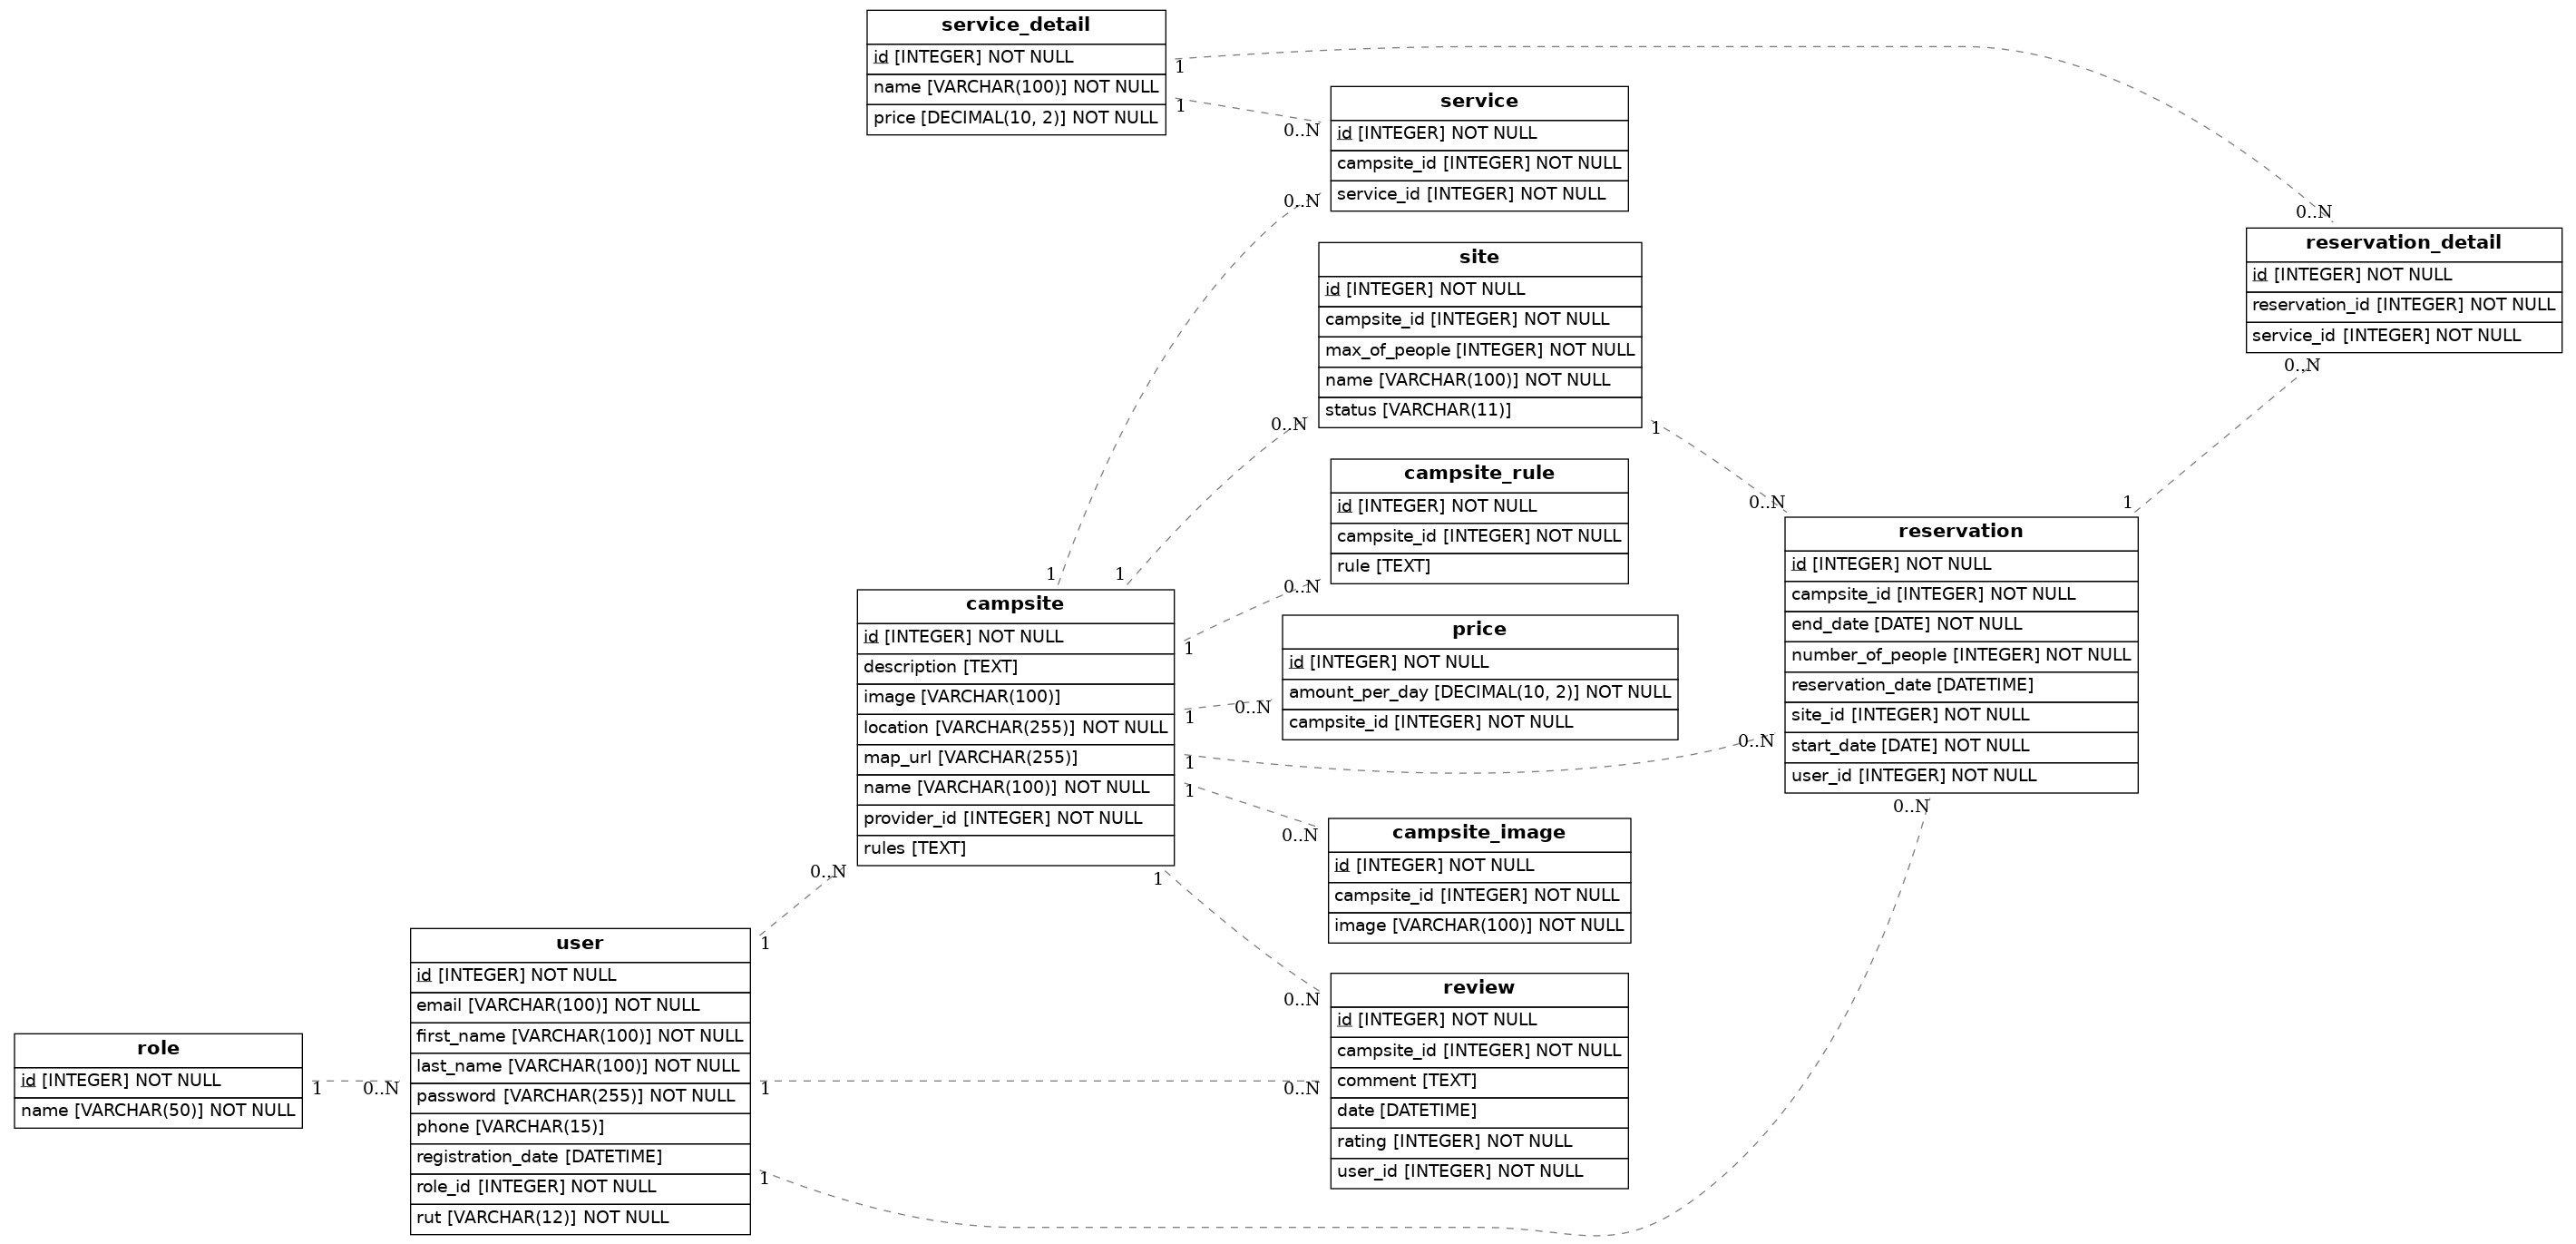 service_detail
id [INTEGER] NOT NULL
name [VARCHAR(100)] NOT NULL
price [DECIMAL(10, 2)] NOT NULL
1
0..N
1
0..N
service
id [INTEGER] NOT NULL
campsite_id [INTEGER] NOT NULL
service_id [INTEGER] NOT NULL
0..N
1
site
id [INTEGER] NOT NULL
campsite_id [INTEGER] NOT NULL
max_of_people [INTEGER] NOT NULL
name [VARCHAR(100)] NOT NULL
status [VARCHAR(11)]
0..N
1
1
0..N
reservation_detail
id [INTEGER] NOT NULL
reservation_id [INTEGER] NOT NULL
service_id [INTEGER] NOT NULL
0..N
1
campsite_rule
id [INTEGER] NOT NULL
campsite_id [INTEGER] NOT NULL
rule [TEXT]
0..N
1
reservation
id [INTEGER] NOT NULL
campsite_id [INTEGER] NOT NULL
end_date [DATE] NOT NULL
number_of_people [INTEGER] NOT NULL
reservation_date [DATETIME]
site_id [INTEGER] NOT NULL
start_date [DATE] NOT NULL
user_id [INTEGER] NOT NULL
campsite
id [INTEGER] NOT NULL
description [TEXT]
image [VARCHAR(100)]
location [VARCHAR(255)] NOT NULL
map_url [VARCHAR(255)]
name [VARCHAR(100)] NOT NULL
provider_id [INTEGER] NOT NULL
rules [TEXT]
price
id [INTEGER] NOT NULL
amount_per_day [DECIMAL(10, 2)] NOT NULL
campsite_id [INTEGER] NOT NULL
1
0..N
1
0..N
1
0..N
campsite_image
id [INTEGER] NOT NULL
campsite_id [INTEGER] NOT NULL
image [VARCHAR(100)] NOT NULL
0..N
1
1
0..N
user
id [INTEGER] NOT NULL
email [VARCHAR(100)] NOT NULL
first_name [VARCHAR(100)] NOT NULL
last_name [VARCHAR(100)] NOT NULL
password [VARCHAR(255)] NOT NULL
phone [VARCHAR(15)]
registration_date [DATETIME]
role_id [INTEGER] NOT NULL
rut [VARCHAR(12)] NOT NULL
review
id [INTEGER] NOT NULL
campsite_id [INTEGER] NOT NULL
comment [TEXT]
date [DATETIME]
rating [INTEGER] NOT NULL
user_id [INTEGER] NOT NULL
role
id [INTEGER] NOT NULL
name [VARCHAR(50)] NOT NULL
1
0..N
1
0..N
1
0..N